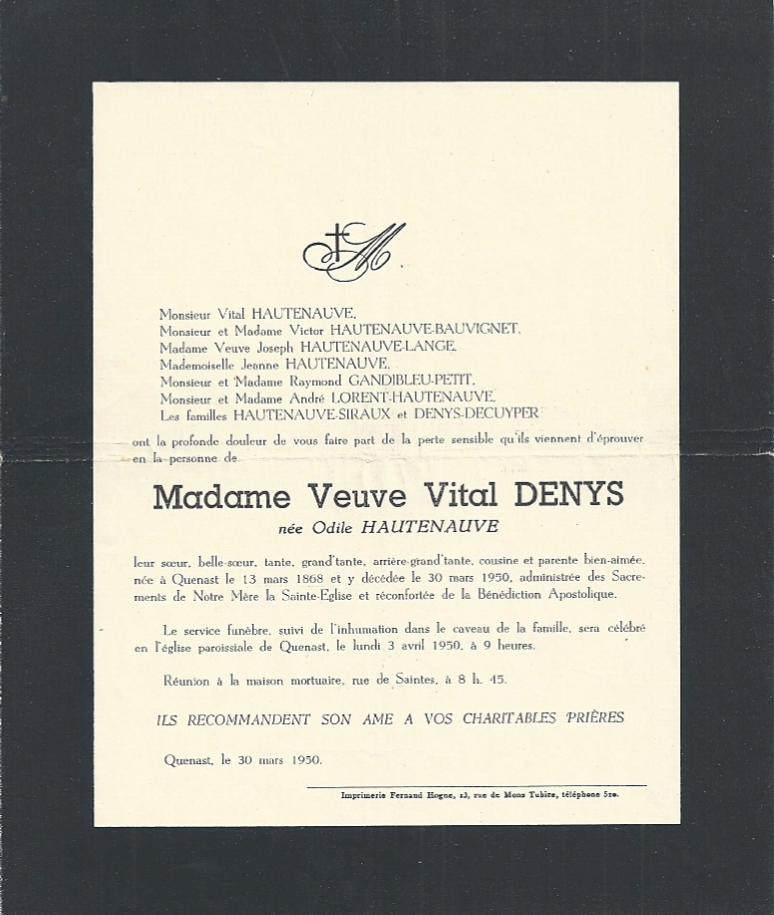 M
Monsieur Vital HAUTENAUVE,
Monsieur et Madame Victor HAUTENAUVE-BAUVIGNET,
Madame Veuve Joseph HAUTENAUVE-LANGE,
Mademoiselle Jeanne HAUTENAUVE,
Monsieur et Madame Raymond GANDIBLEU-PETIT,
Monsieur et Madame André LORENT-HAUTENAUVE,
Les familles HAUTENAUVE-SIRAUX et DENYS-DECUYPER
ont la profonde douleur de vous faire part de la perte sensible qu'ils viennent d'éprouver
en la personne de
Madame Veuve Vital DENYS
née Odile HAUTENAUVE
leur sœur, belle-sœur, tante, grand'tante, arrière-grand'tante, cousine et parente bien-aimée,
née à Quenast le 13 mars 1868 et y décédée le 30 mars 1950, administrée des Sacre-
ments de Notre Mère la Sainte-Eglise et réconfortée de la Bénédiction Apostolique.
Le service funèbre, suivi de l'inhumation dans le caveau de la famille, sera célébré
en l'église paroissiale de Quenast, le lundi 3 avril 1950, à 9 heures.
Réunion à la maison mortuaire, rue de Saintes, à 8 h. 45.
ILS RECOMMANDENT SON AME A VOS CHARITABLES PRIÈRES
Quenast, le 30 mars 1950.
Imprimerie Fernand Hogne, 13, rue de Mons Tubize, téléphone 510.